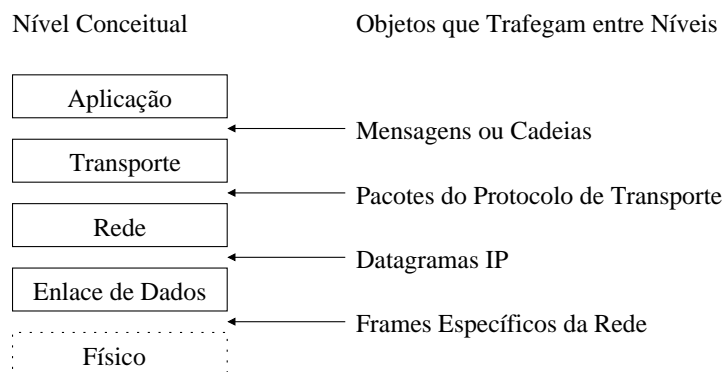 Nível Conceitual
Objetos que Trafegam entre Níveis
Aplicação
Mensagens ou Cadeias
Transporte
Pacotes do Protocolo de Transporte
Rede
Datagramas IP
Enlace de Dados
Frames Específicos da Rede
Físico